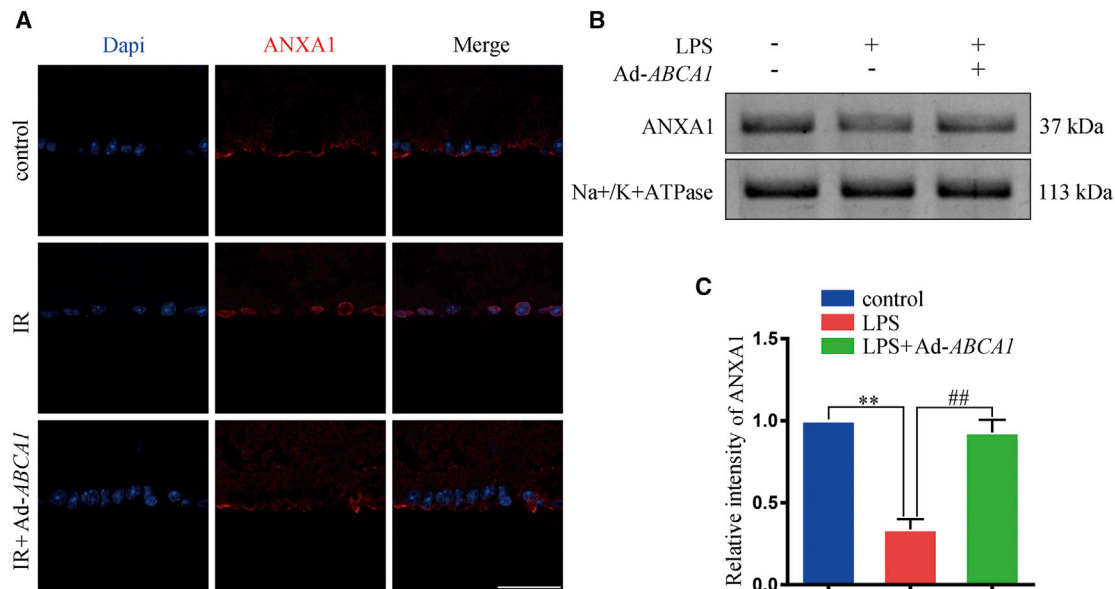 A
Dapi ANXA1 Merge
control
IR
IR+Ad-ABCA1
B
LPS - + +
Ad-ABCA1 - - +
ANXA1 37 kDa
Na+/K+ATPase 113 kDa
C
control
LPS
LPS+Ad-ABCA1
Relative intensity of ANXA1
1.5
1.0
0.5
0.0
** ##